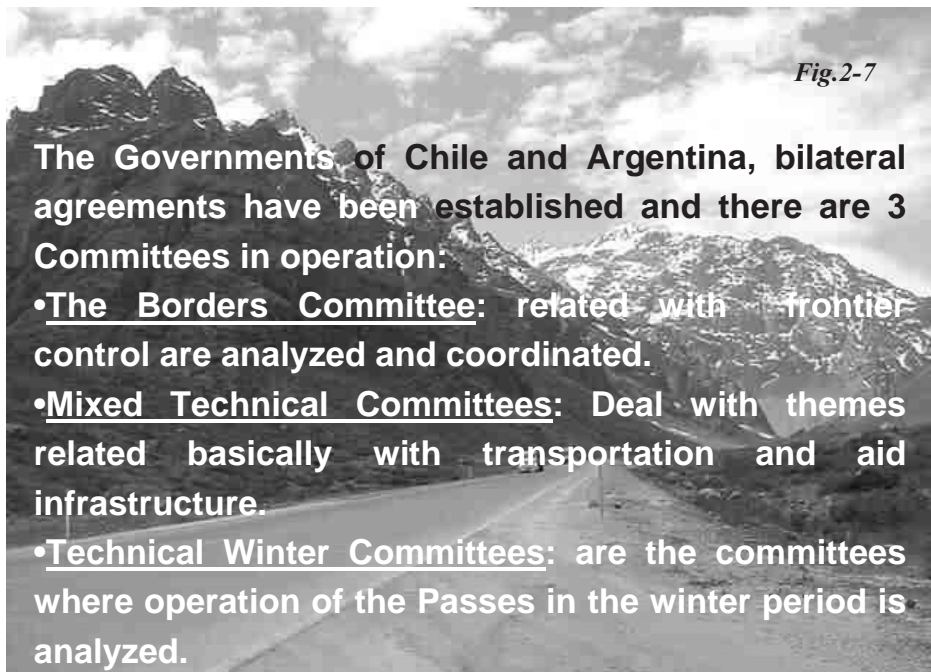 Fig.2-7
The Governments of Chile and Argentina, bilateral
agreements have been established and there are 3
Committees in operation:
•The Borders Committee: related with frontier
control are analyzed and coordinated.
•Mixed Technical Committees: Deal with themes
related basically with transportation and aid
infrastructure.
•Technical Winter Committees: are the committees
where operation of the Passes in the winter period is
analyzed.